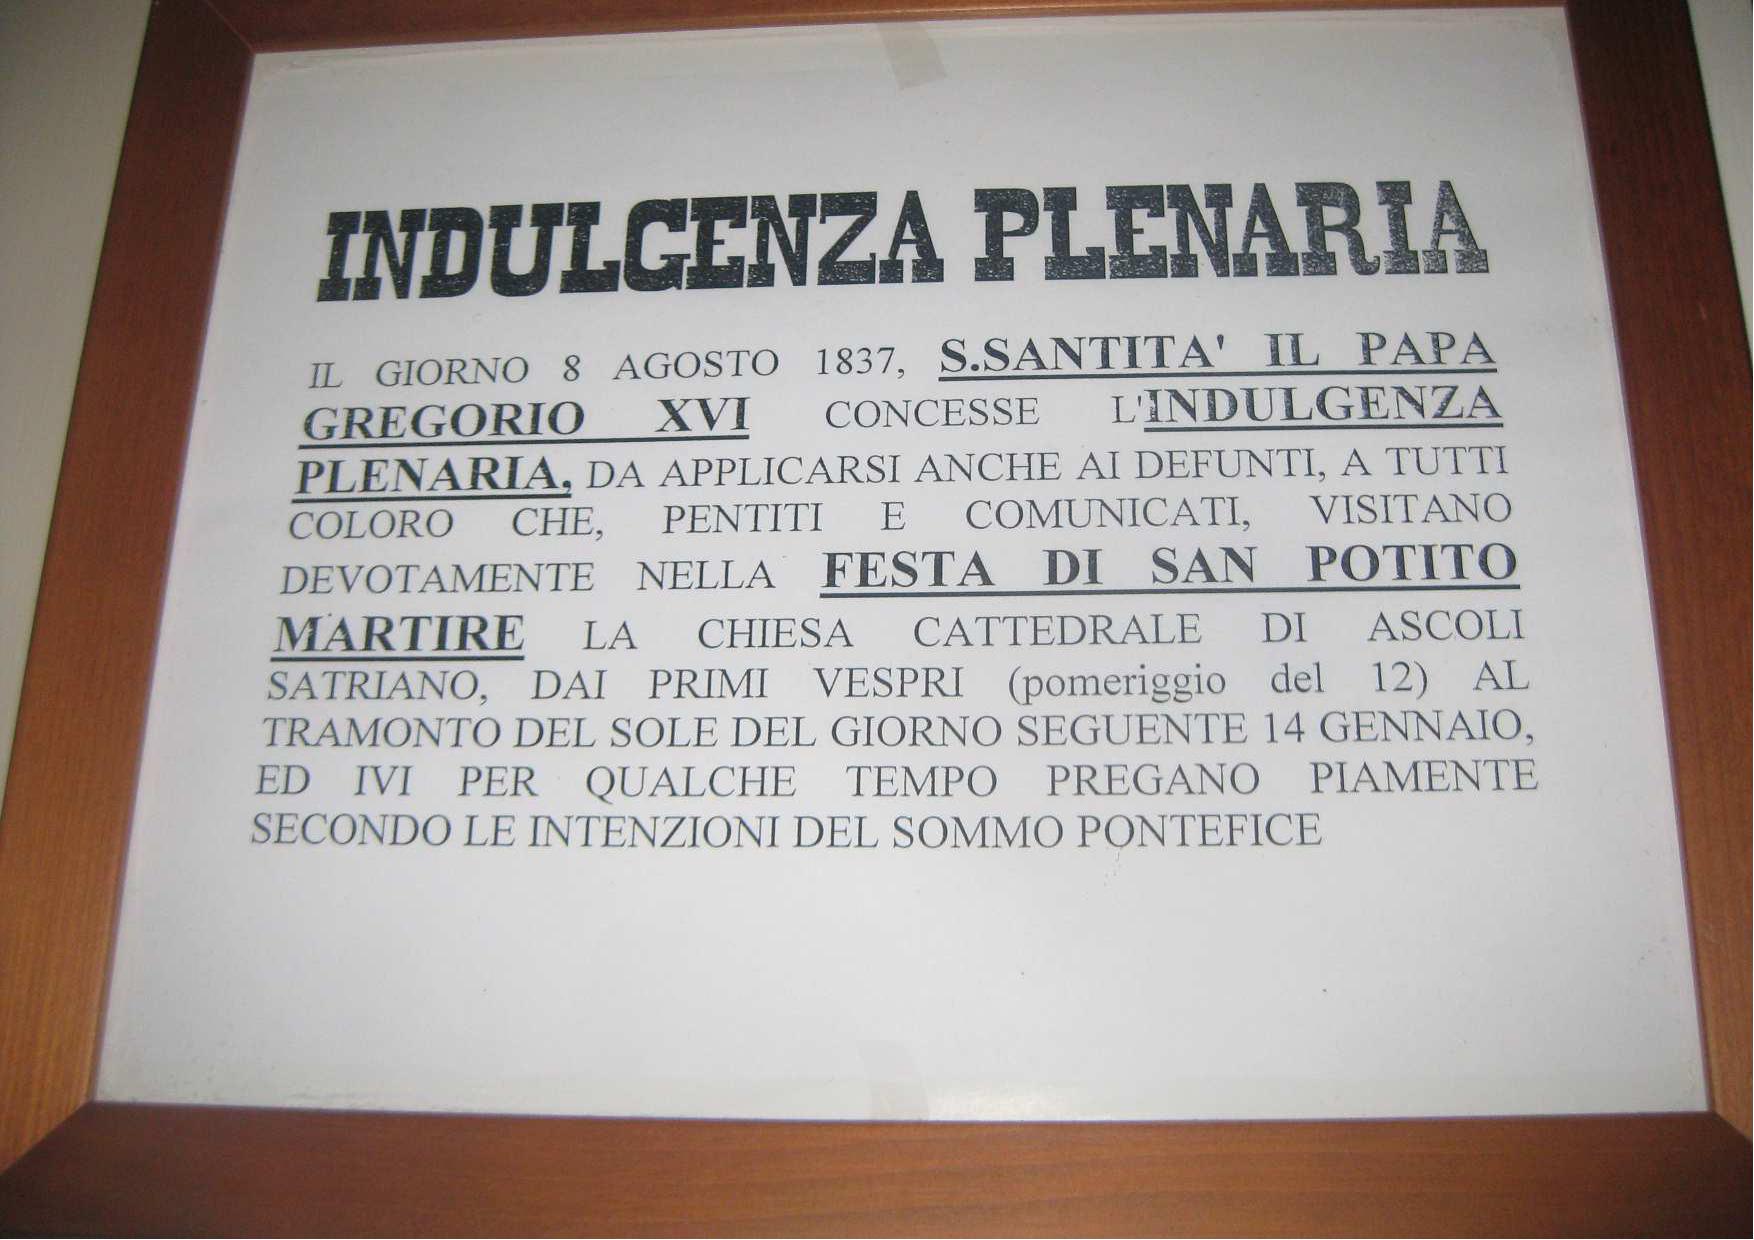 INDULGENZA PLENARIA
IL GIORNO 8 AGOSTO 1837, S.SANTITA' IL PAPA
GREGORIO XVI CONCESSE L'INDULGENZA
PLENARIA, DA APPLICARSI ANCHE AI DEFUNTI, A TUTTI
COLORO CHE, PENTITI E COMUNICATI, VISITANO
DEVOTAMENTE NELLA FESTA DI SAN POTITO
MARTIRE LA CHIESA CATTEDRALE DI ASCOLI
SATRIANO, DAI PRIMI VESPRI (pomeriggio del 12) AL
TRAMONTO DEL SOLE DEL GIORNO SEGUENTE 14 GENNAIO,
ED IVI PER QUALCHE TEMPO PREGANO PIAMENTE
SECONDO LE INTENZIONI DEL SOMMO PONTEFICE